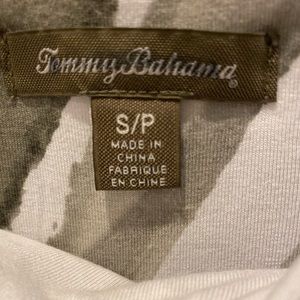 Tommy Bahama
S/P
MADE IN
CHINA
FABRIQUE
EN CHINE